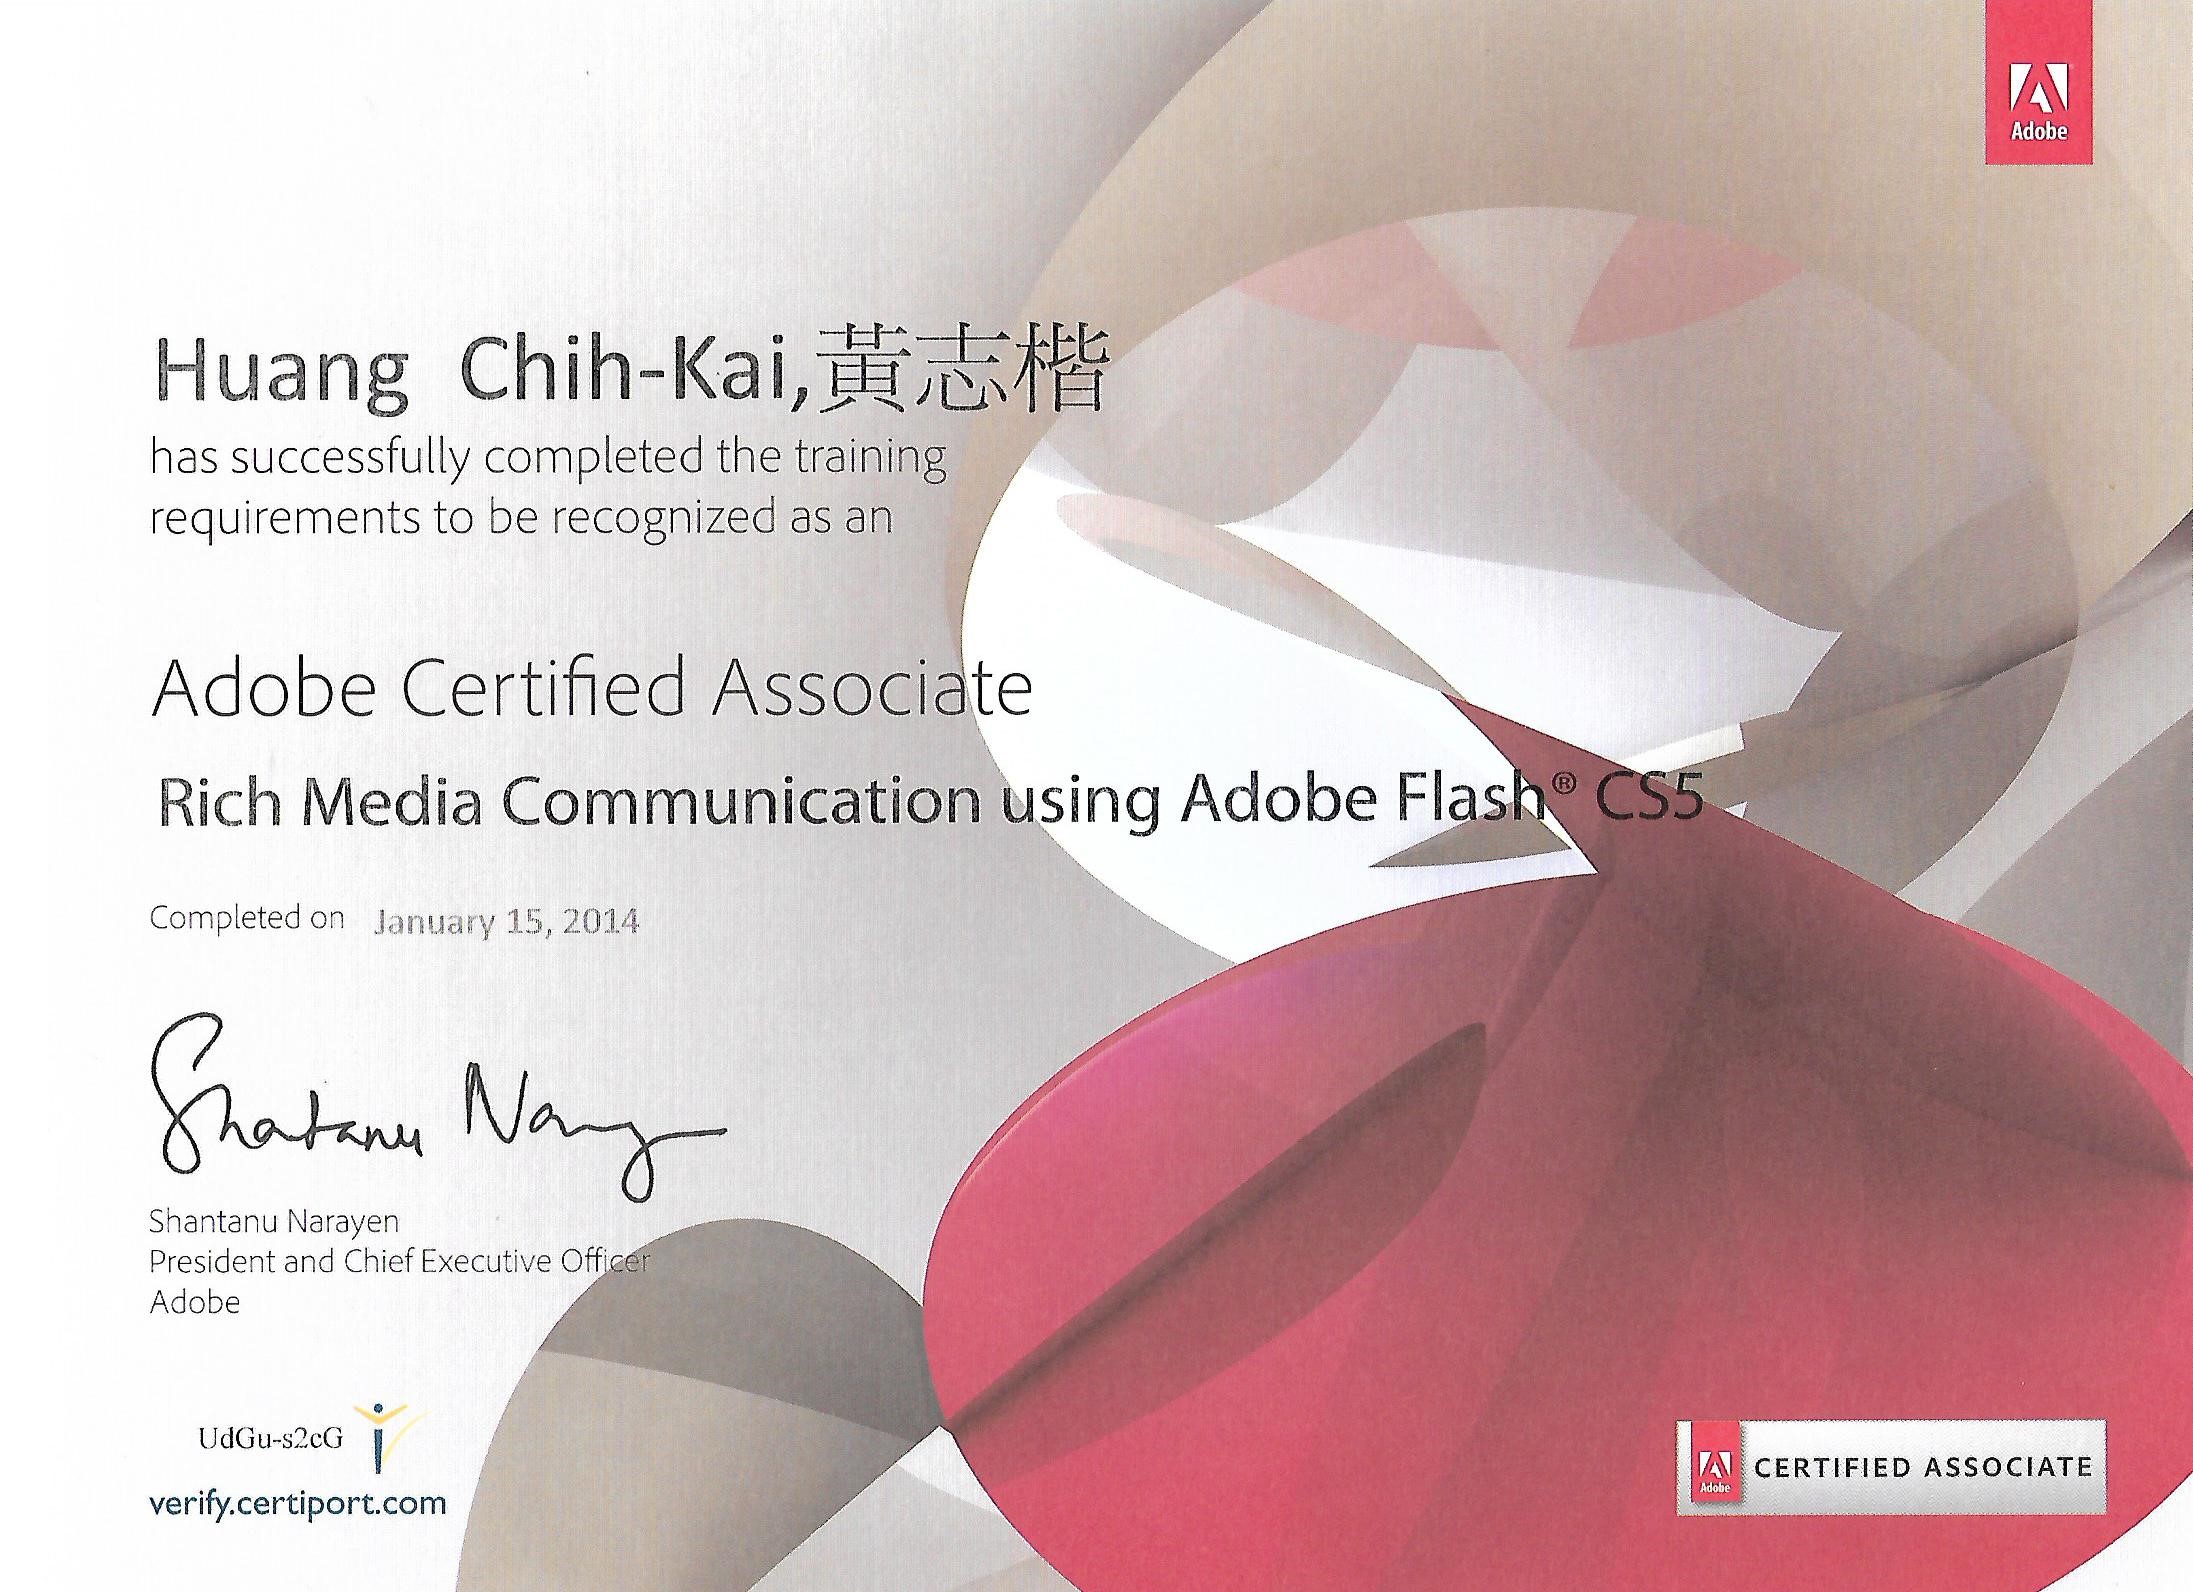 Adobe
Huang Chih-Kai,黃志楷
has successfully completed the training
requirements to be recognized as an
Adobe Certified Associate
Rich Media Communication using Adobe Flash® CS5
Completed on January 15, 2014
Shantanu Narayen
Shantanu Narayen
President and Chief Executive Officer
Adobe
UdGu-s2cG
verify.certiport.com
Adobe
CERTIFIED ASSOCIATE